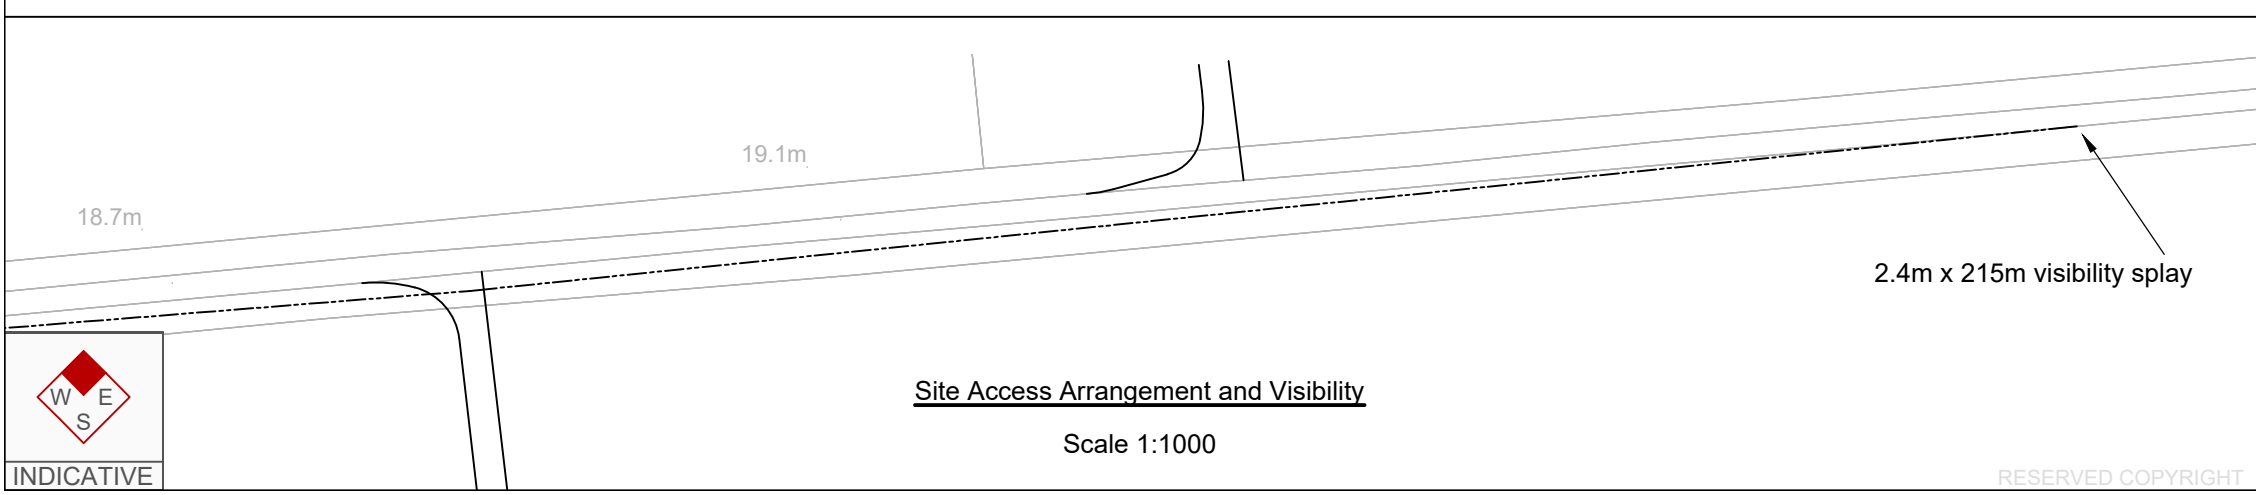 19.1m
18.7m
2.4m x 215m visibility splay
W E
S
Site Access Arrangement and Visibility
Scale 1:1000
INDICATIVE
RESERVED COPYRIGHT